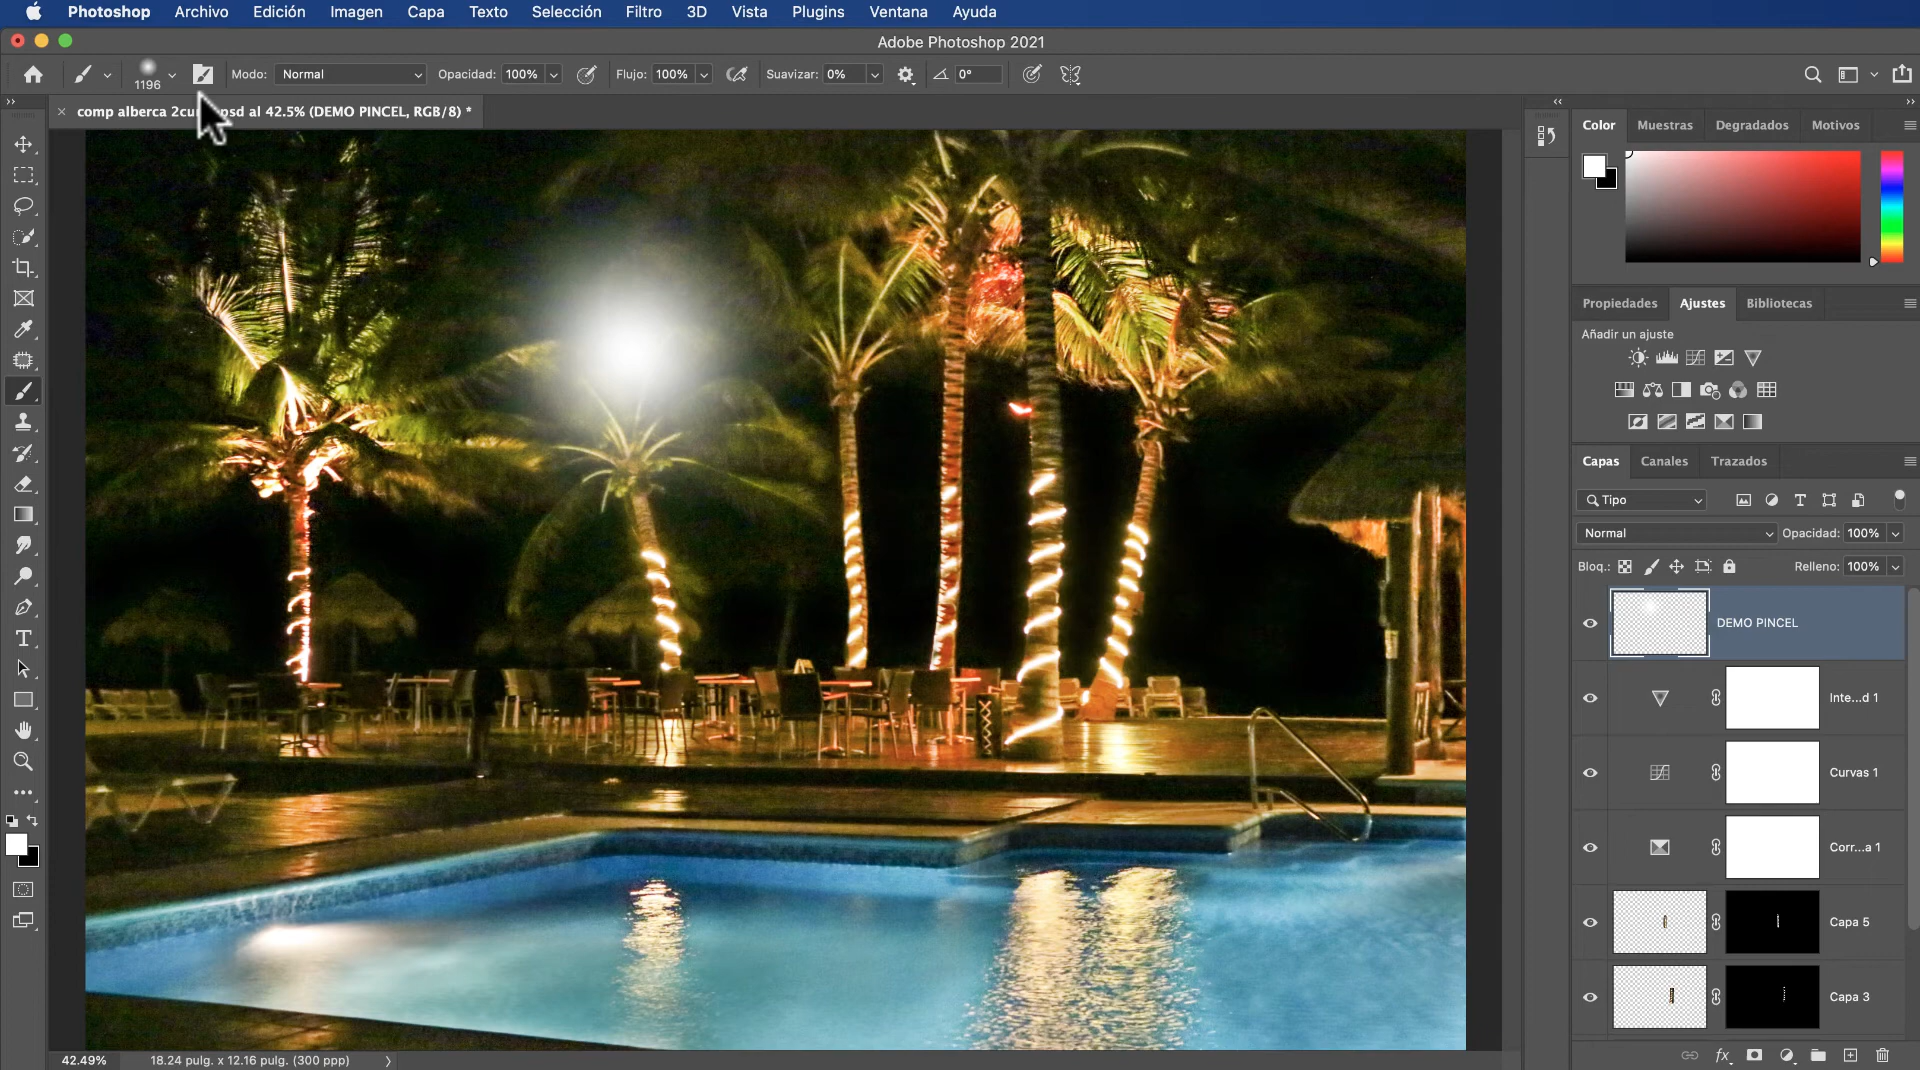 Photoshop Archivo Edición Imagen Capa Texto Selección Filtro 3D Vista Plugins Ventana Ayuda
Adobe Photoshop 2021
1196 Modo: Normal Opacidad: 100% Flujo: 100% Suavizar: 0% 0°
comp alberca 2cu psd al 42.5% (DEMO PINCEL, RGB/8) *
Color Muestras Degradados Motivos
Propiedades Ajustes Bibliotecas
Añadir un ajuste
Capas Canales Trazados
Tipo
Normal Opacidad: 100%
Bloq.: Relleno: 100%
DEMO PINCEL
Inte...d 1
Curvas 1
Corr...a 1
Capa 5
Capa 3
42.49% 18.24 pulg. x 12.16 pulg. (300 ppp)